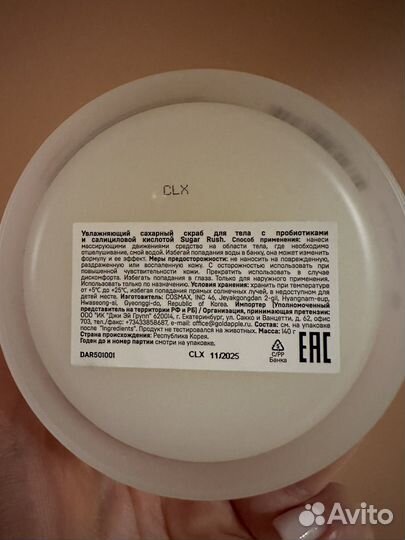 CLX
Увлажняющий сахарный скраб для тела с пробиотиками
и салициловой кислотой Sugar Rush. Способ применения: нанеси
массирующими движениями средство на области тела, где необходимо
отшелушивание, смой водой. Избегай попадания воды в банку, она может изменить
формулу и ее эффект. Меры предосторожности: не наносить на поврежденную,
раздраженную или воспаленную кожу. С осторожностью использовать при
повышенной чувствительности кожи. Прекратить использовать в случае
дискомфорта. Избегать попадания в глаза. Только для наружного применения.
Использовать только по назначению. Условия хранения: хранить при температуре
от +5°C до +25°C, избегая попадания прямых солнечных лучей, в недоступном для
детей месте. Изготовитель: COSMAX, INC 46, Jeyakgongdan 2-gil, Hyangnam-eup,
Hwaseong-si, Gyeonggi-do, Republic of Korea. Импортер (Уполномоченный
представитель на территории РФ и РБ) / Организация, принимающая претензии:
ООО "УК "Джи Эй Групп" 620014, г. Екатеринбург, ул. Сакко и Ванцетти, д. 62, офис
703, тел./факс: +73433858687, e-mail: office@goldapple.ru. Состав: см. на упаковке
после "Ingredients". Продукт не тестировался на животных. Масса: 140 г
Страна происхождения: Республика Корея.
Годен до и номер партии смотри на упаковке.
EAC
DAR501001
CLX 11/2025
5
C/PP
Банка
Avito